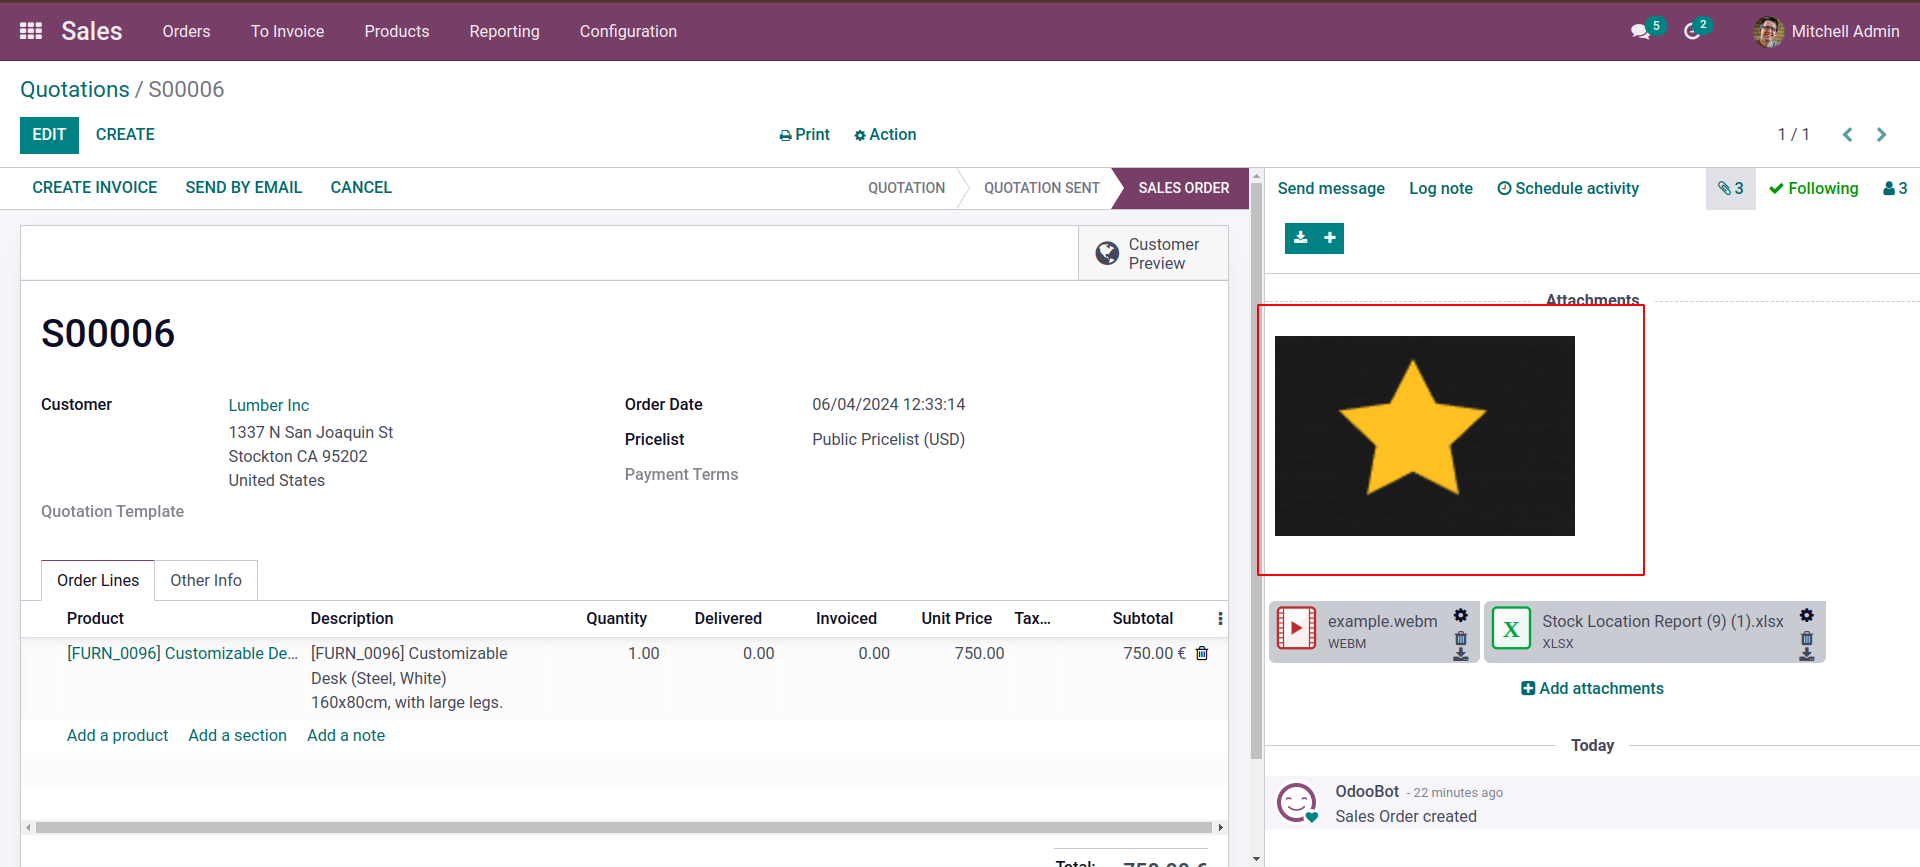 Sales Orders To Invoice Products Reporting Configuration 5 2 Mitchell Admin
Quotations / S00006
EDIT CREATE Print Action 1 / 1
CREATE INVOICE SEND BY EMAIL CANCEL QUOTATION QUOTATION SENT SALES ORDER
Send message Log note Schedule activity 3 Following 3
Customer
Preview
Attachments
S00006
Customer Lumber Inc
1337 N San Joaquin St
Stockton CA 95202
United States
Order Date 06/04/2024 12:33:14
Pricelist Public Pricelist (USD)
Payment Terms
Quotation Template
Order Lines Other Info
Product Description Quantity Delivered Invoiced Unit Price Tax... Subtotal
[FURN_0096] Customizable De... [FURN_0096] Customizable 1.00 0.00 0.00 750.00 750.00 €
Desk (Steel, White)
160x80cm, with large legs.
Add a product Add a section Add a note
Total: 750.00 €
example.webm
WEBM
X
Stock Location Report (9) (1).xlsx
XLSX
Add attachments
Today
OdooBot - 22 minutes ago
Sales Order created